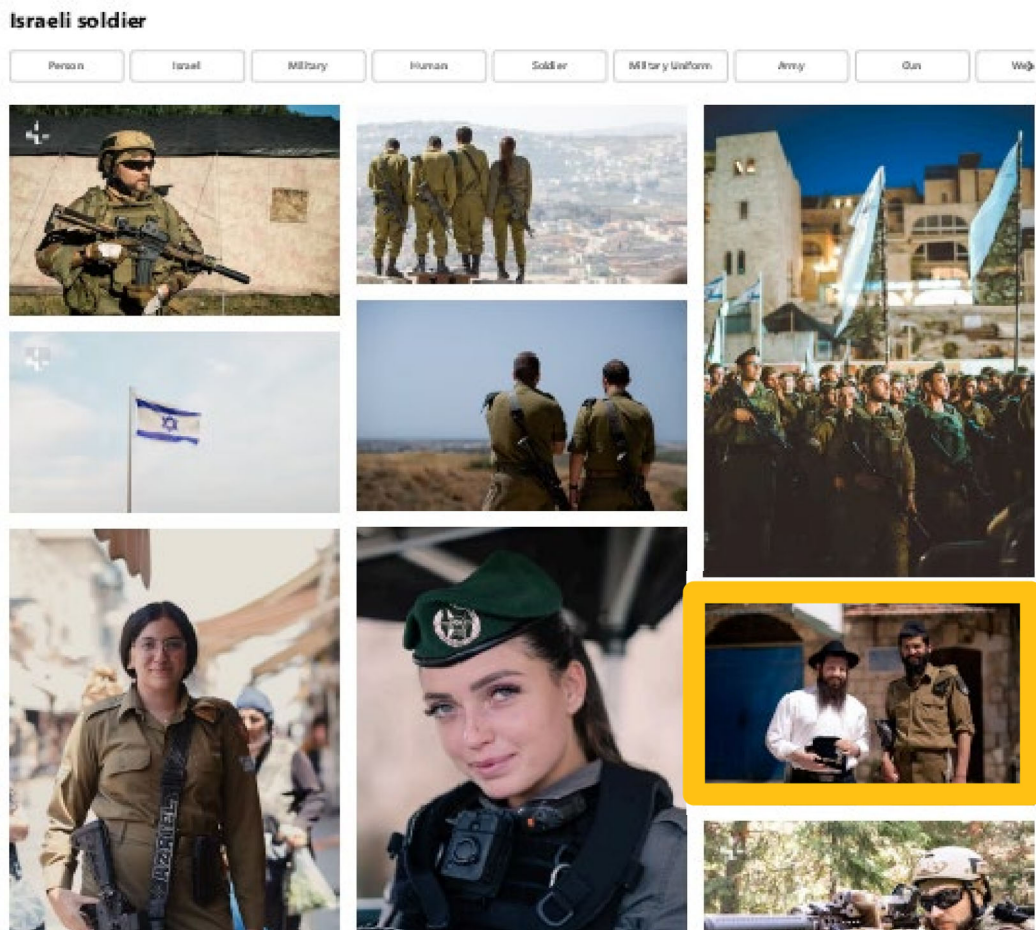 Israeli soldier
Person
Israel
Military
Human
Soldier
Military Uniform
Army
Gun
AZRIEL